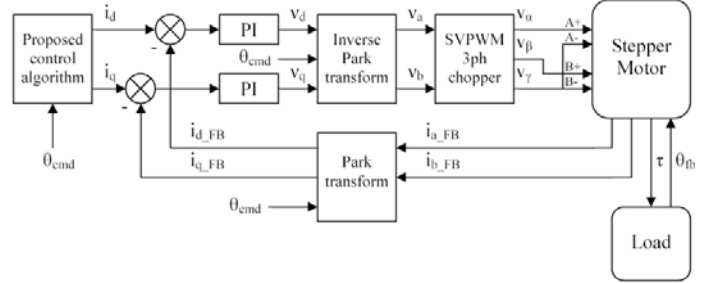 Proposed
control
algorithm
i_d
i_q
-
-
θ_cmd
PI
PI
v_d
θ_cmd
v_q
Inverse
Park
transform
v_a
v_b
SVPWM
3ph
chopper
v_α
v_β
v_γ
A+
A-
B+
B-
Stepper
Motor
i_d_FB
i_q_FB
θ_cmd
Park
transform
i_a_FB
i_b_FB
τ
θ_fb
Load